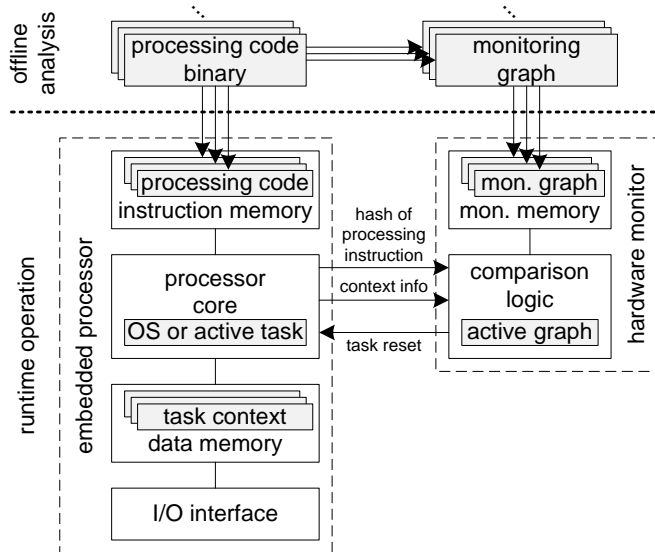 offline
analysis
processing code
binary
monitoring
graph
runtime operation
embedded processor
processing code
instruction memory
processor
core
OS or active task
task context
data memory
I/O interface
hash of
processing
instruction
context info
task reset
mon. graph
mon. memory
comparison
logic
active graph
hardware monitor